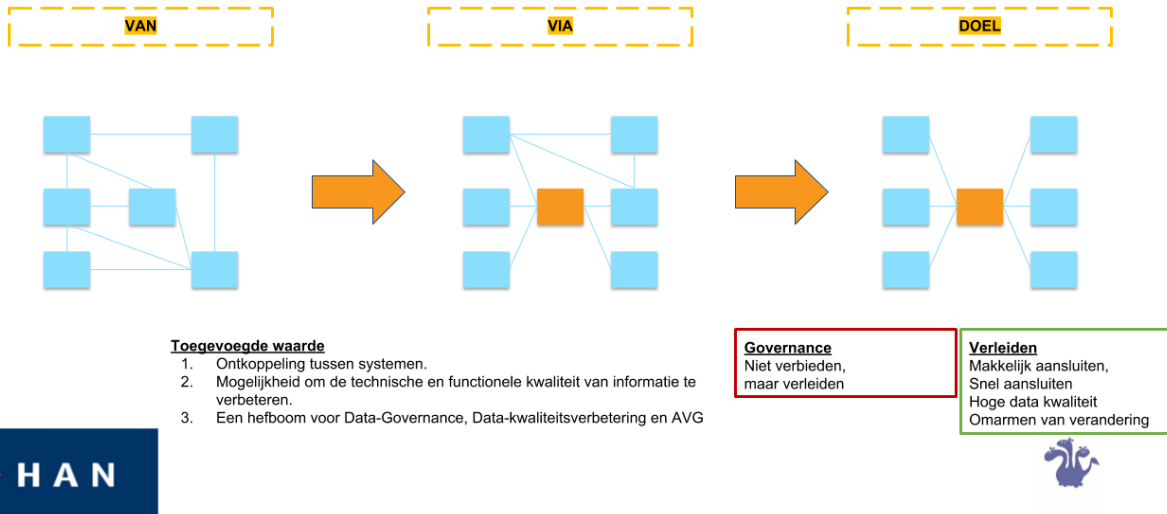 VAN
VIA
DOEL
Toegevoegde waarde
1. Ontkoppeling tussen systemen.
2. Mogelijkheid om de technische en functionele kwaliteit van informatie te
verbeteren.
3. Een hefboom voor Data-Governance, Data-kwaliteitsverbetering en AVG
Governance
Niet verbieden,
maar verleiden
Verleiden
Makkelijk aansluiten,
Snel aansluiten
Hoge data kwaliteit
Omarmen van verandering
HAN